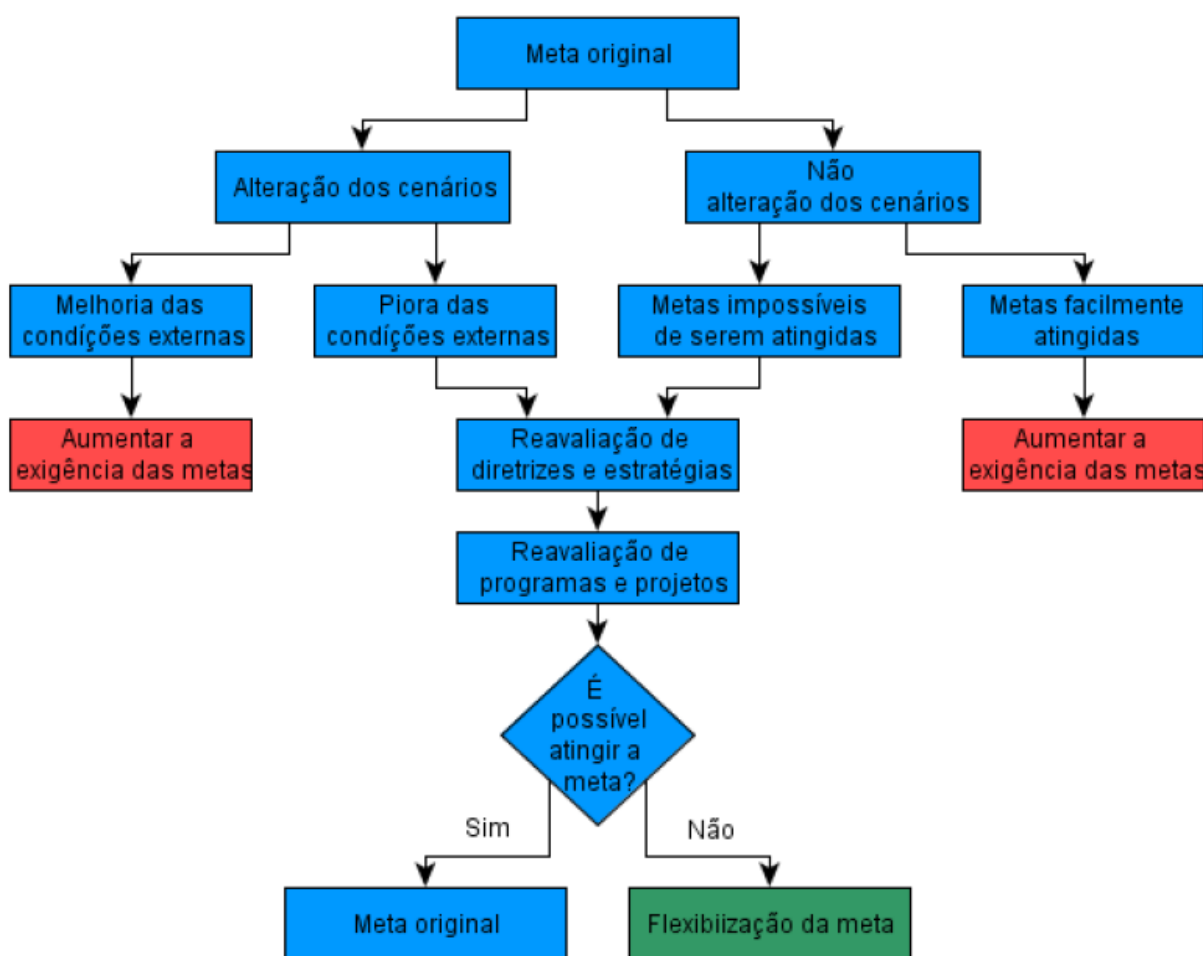 Meta original
Alteração dos cenários
Não
alteração dos cenários
Melhoria das
condições externas
Piora das
condições externas
Metas impossíveis
de serem atingidas
Metas facilmente
atingidas
Aumentar a
exigência das metas
Reavaliação de
diretrizes e estratégias
Aumentar a
exigência das metas
Reavaliação de
programas e projetos
É
possível
atingir a
meta?
Sim
Não
Meta original
Flexibiização da meta